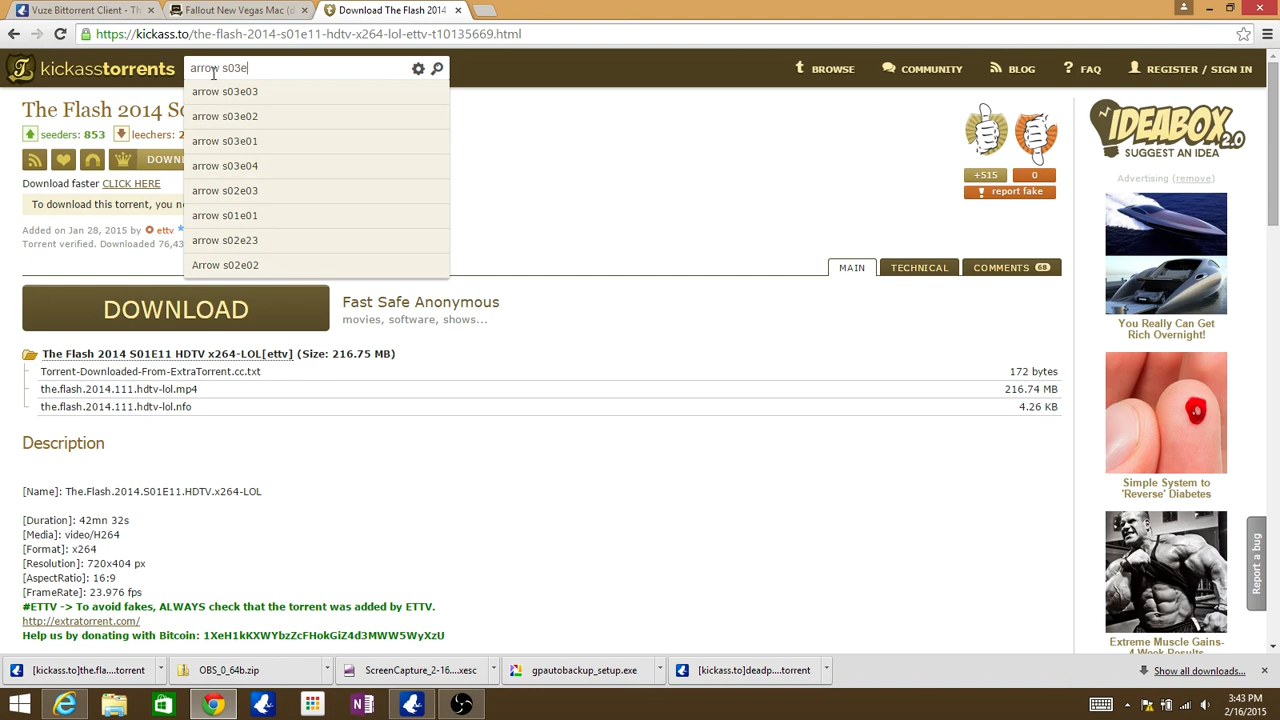 Vuze Bittorrent Client - Th
Fallout New Vegas Mac (d
Download The Flash 2014
https://kickass.to/the-flash-2014-s01e11-hdtv-x264-lol-ettv-t10135669.html
kickasstorrents
arrow s03e
BROWSE
COMMUNITY
BLOG
? FAQ
REGISTER / SIGN IN
arrow s03e03
arrow s03e02
arrow s03e01
arrow s03e04
arrow s02e03
arrow s01e01
arrow s02e23
Arrow s02e02
The Flash 2014 S
seeders: 853
leechers: 2
DOWN
Download faster CLICK HERE
To download this torrent, you ne
Added on Jan 28, 2015 by ettv
Torrent verified. Downloaded 76,43
+515
0
report fake
IDEABOX 2.0
SUGGEST AN IDEA
Advertising (remove)
You Really Can Get
Rich Overnight!
Simple System to
'Reverse' Diabetes
Extreme Muscle Gains-
4 Week Results
Report a bug
MAIN
TECHNICAL
COMMENTS 68
DOWNLOAD
Fast Safe Anonymous
movies, software, shows...
The Flash 2014 S01E11 HDTV x264-LOL[ettv] (Size: 216.75 MB)
Torrent-Downloaded-From-ExtraTorrent.cc.txt 172 bytes
the.flash.2014.111.hdtv-lol.mp4 216.74 MB
the.flash.2014.111.hdtv-lol.nfo 4.26 KB
Description
[Name]: The.Flash.2014.S01E11.HDTV.x264-LOL
[Duration]: 42mn 32s
[Media]: video/H264
[Format]: x264
[Resolution]: 720x404 px
[AspectRatio]: 16:9
[FrameRate]: 23.976 fps
#ETTV -> To avoid fakes, ALWAYS check that the torrent was added by ETTV.
http://extratorrent.com/
Help us by donating with Bitcoin: 1XeH1kKXWYbzZcFHokGiZ4d3MWW5WyXzU
[kickass.to]the.fla....torrent
OBS_0_64b.zip
ScreenCapture_2-16....xesc
gpautobackup_setup.exe
[kickass.to]deadp....torrent
Show all downloads...
3:43 PM
2/16/2015